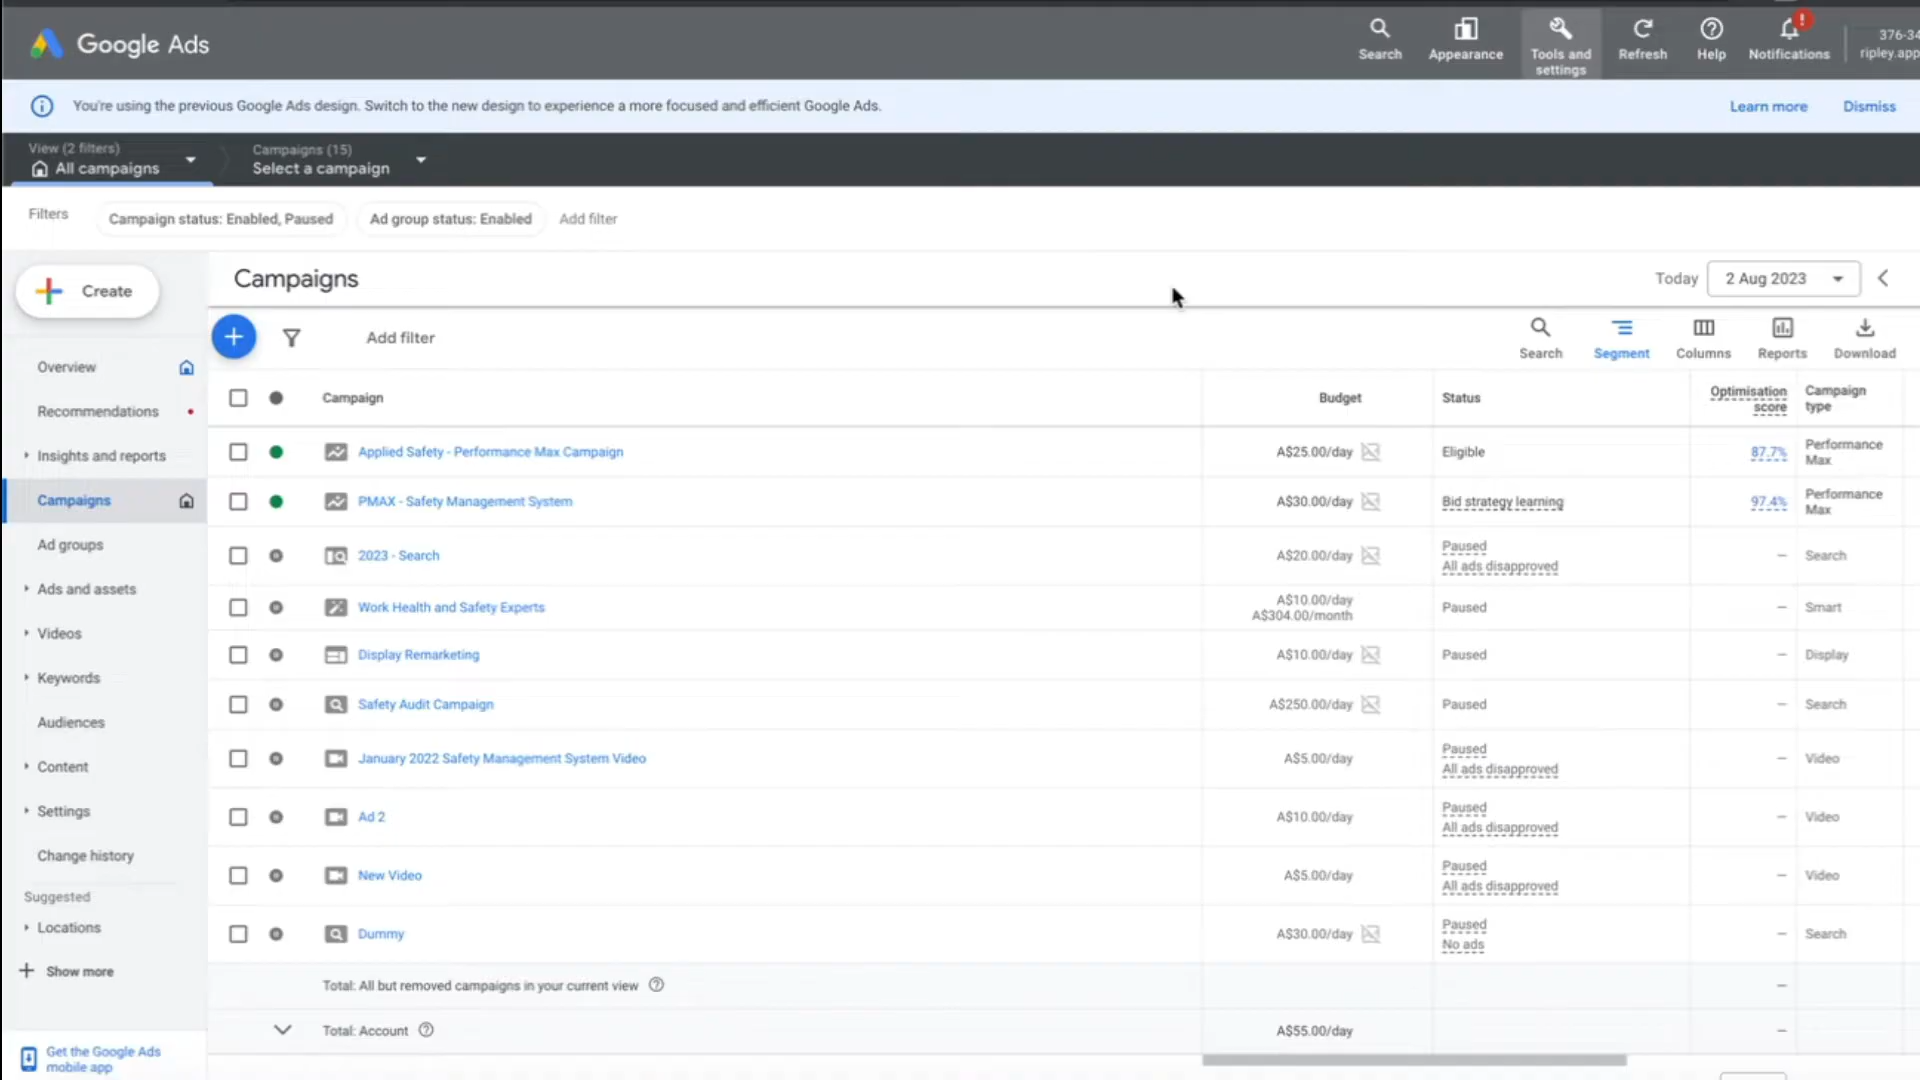 Google Ads
Search
Appearance
Tools and
settings
Refresh
Help
!
Notifications
376-34
ripley.app
You're using the previous Google Ads design. Switch to the new design to experience a more focused and efficient Google Ads.
Learn more
Dismiss
View (2 filters)
All campaigns
Campaigns (15)
Select a campaign
Filters
Campaign status: Enabled, Paused
Ad group status: Enabled
Add filter
Create
Overview
Recommendations
Insights and reports
Campaigns
Ad groups
Ads and assets
Videos
Keywords
Audiences
Content
Settings
Change history
Suggested
Locations
Show more
Get the Google Ads
mobile app
Campaigns
Today
2 Aug 2023
Add filter
Search
Segment
Columns
Reports
Download
Campaign
Budget
Status
Optimisation
score
Campaign
type
Applied Safety - Performance Max Campaign
A$25.00/day
Eligible
87.7%
Performance
Max
PMAX - Safety Management System
A$30.00/day
Bid strategy learning
97.4%
Performance
Max
2023 - Search
A$20.00/day
Paused
All ads disapproved
–
Search
Work Health and Safety Experts
A$10.00/day
A$304.00/month
Paused
–
Smart
Display Remarketing
A$10.00/day
Paused
–
Display
Safety Audit Campaign
A$250.00/day
Paused
–
Search
January 2022 Safety Management System Video
A$5.00/day
Paused
All ads disapproved
–
Video
Ad 2
A$10.00/day
Paused
All ads disapproved
–
Video
New Video
A$5.00/day
Paused
All ads disapproved
–
Video
Dummy
A$30.00/day
Paused
No ads
–
Search
Total: All but removed campaigns in your current view
–
Total: Account
A$55.00/day
–